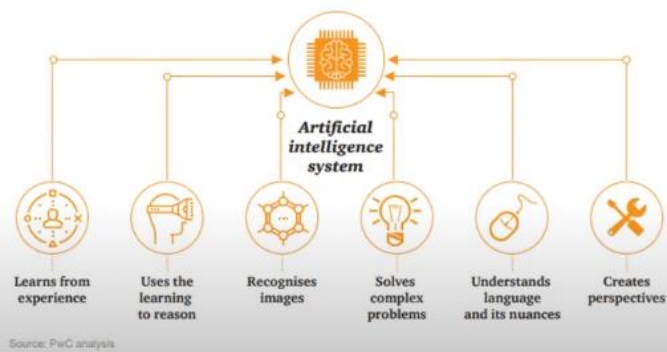 Artificial
intelligence
system
Learns from
experience
Uses the
learning
to reason
Recognises
images
Solves
complex
problems
Understands
language
and its nuances
Creates
perspectives
Source: PwC analysis